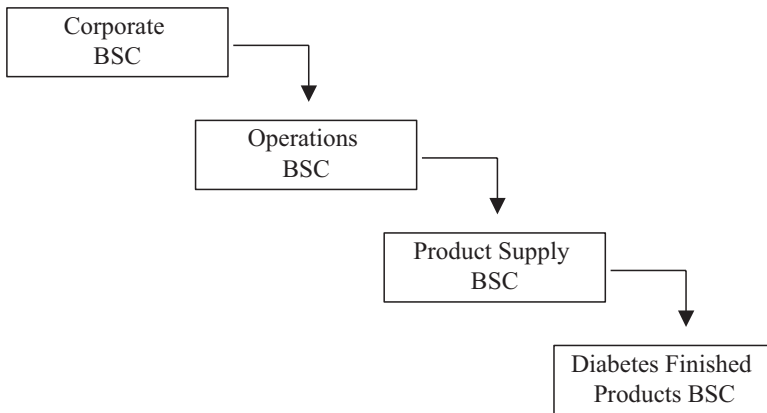 Corporate
BSC
Operations
BSC
Product Supply
BSC
Diabetes Finished
Products BSC